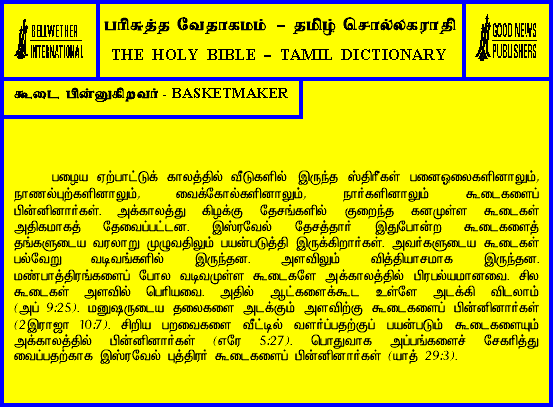 BELLWETHER
INTERNATIONAL
பரிசுத்த வேதாகமம் – தமிழ் சொல்லகராதி
THE HOLY BIBLE – TAMIL DICTIONARY
GOOD NEWS
PUBLISHERS
கூடை பின்னுகிறவர் - BASKETMAKER
பழைய ஏற்பாட்டுக் காலத்தில் வீடுகளில் இருந்த ஸ்திரீகள் பனைஓலைகளினாலும்,
நாணல்புற்களினாலும், வைக்கோல்களினாலும், நார்களினாலும் கூடைகளைப்
பின்னினார்கள். அக்காலத்து கிழக்கு தேசங்களில் குறைந்த கனமுள்ள கூடைகள்
அதிகமாகத் தேவைப்பட்டன. இஸ்ரவேல் தேசத்தார் இதுபோன்ற கூடைகளைத்
தங்களுடைய வரலாறு முழுவதிலும் பயன்படுத்தி இருக்கிறார்கள். அவர்களுடைய கூடைகள்
பல்வேறு வடிவங்களில் இருந்தன. அளவிலும் வித்தியாசமாக இருந்தன.
மண்பாத்திரங்களைப் போல வடிவமுள்ள கூடைகளே அக்காலத்தில் பிரபல்யமானவை. சில
கூடைகள் அளவில் பெரியவை. அதில் ஆட்களைக்கூட உள்ளே அடக்கி விடலாம்
(அப் 9:25). மனுஷருடைய தலைகளை அடக்கும் அளவிற்கு கூடைகளைப் பின்னினார்கள்
(2இராஜா 10:7). சிறிய பறவைகளை வீட்டில் வளர்ப்பதற்குப் பயன்படும் கூடைகளையும்
அக்காலத்தில் பின்னினார்கள் (எரே 5:27). பொதுவாக அப்பங்களைச் சேகரித்து
வைப்பதற்காக இஸ்ரவேல் புத்திரர் கூடைகளைப் பின்னினார்கள் (யாத் 29:3).